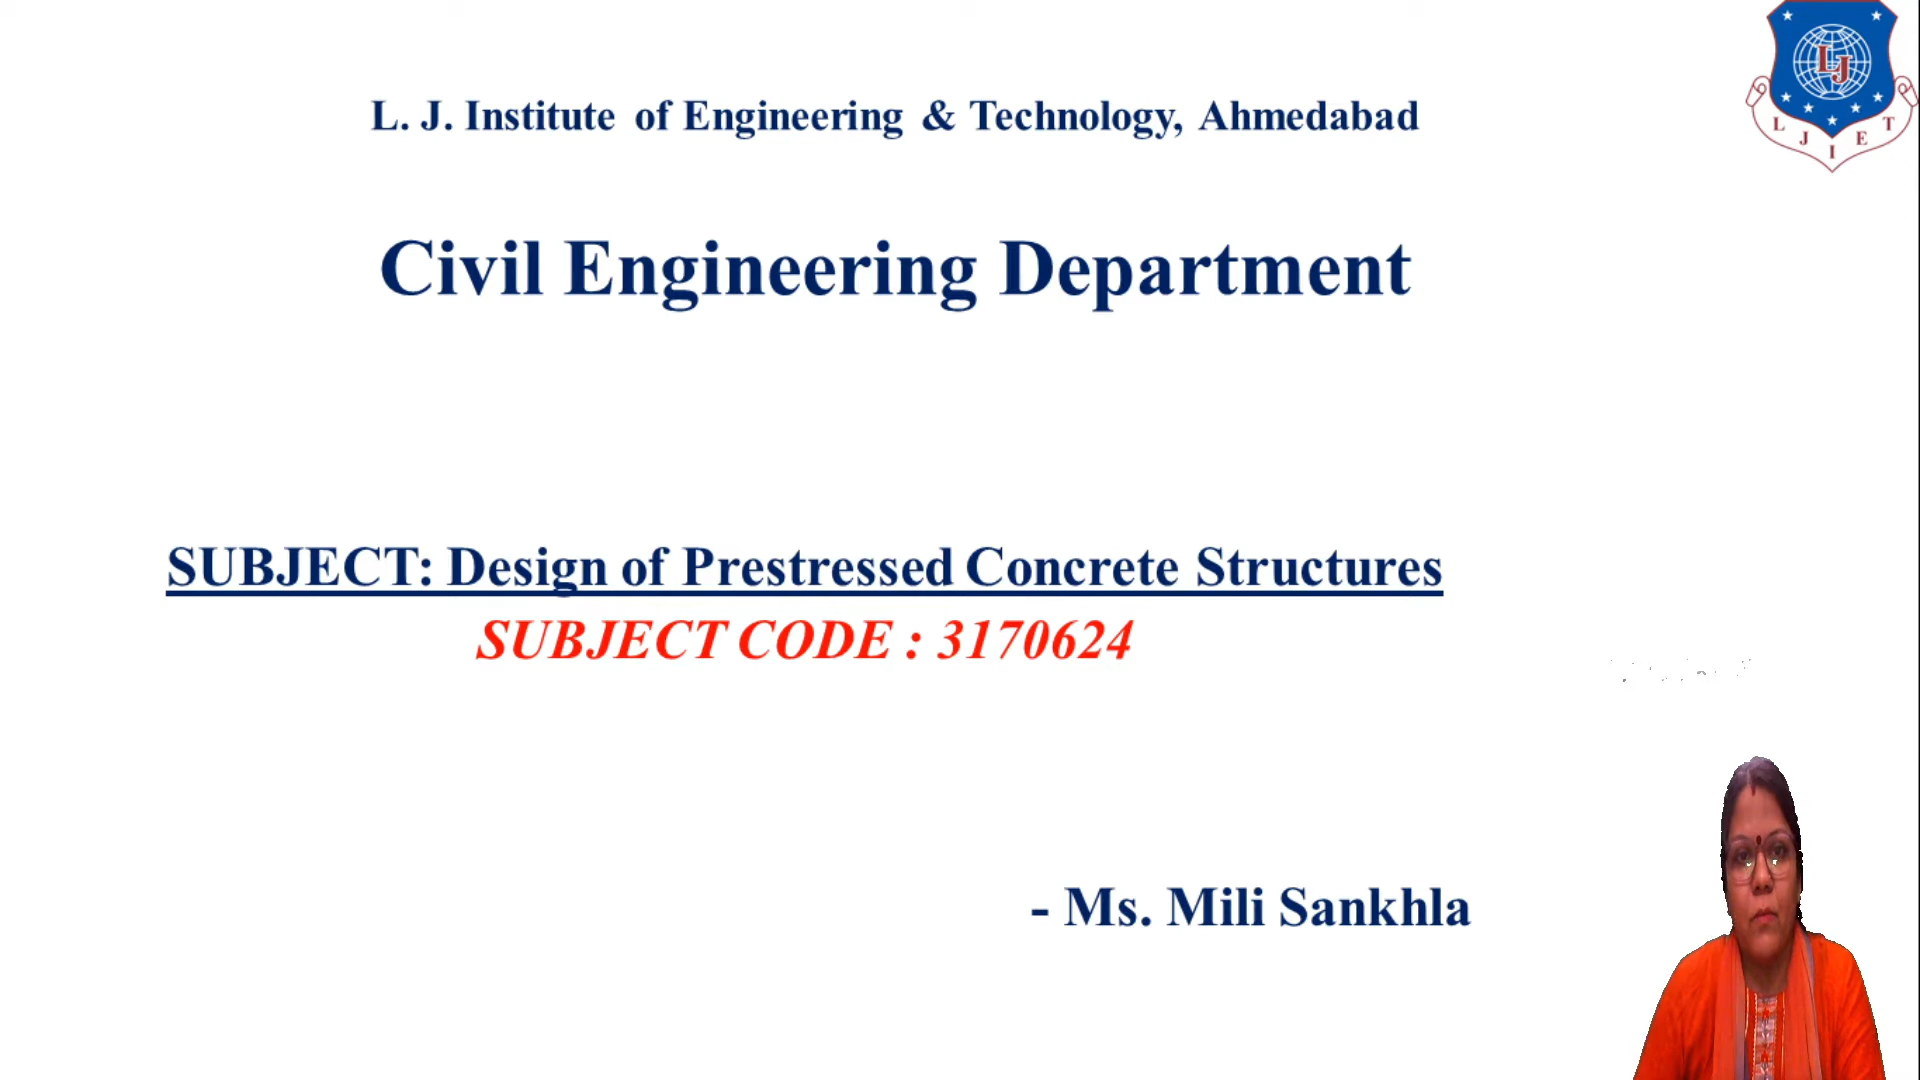 L. J. Institute of Engineering & Technology, Ahmedabad
LJ
L J I E T
Civil Engineering Department
SUBJECT: Design of Prestressed Concrete Structures
SUBJECT CODE : 3170624
- Ms. Mili Sankhla